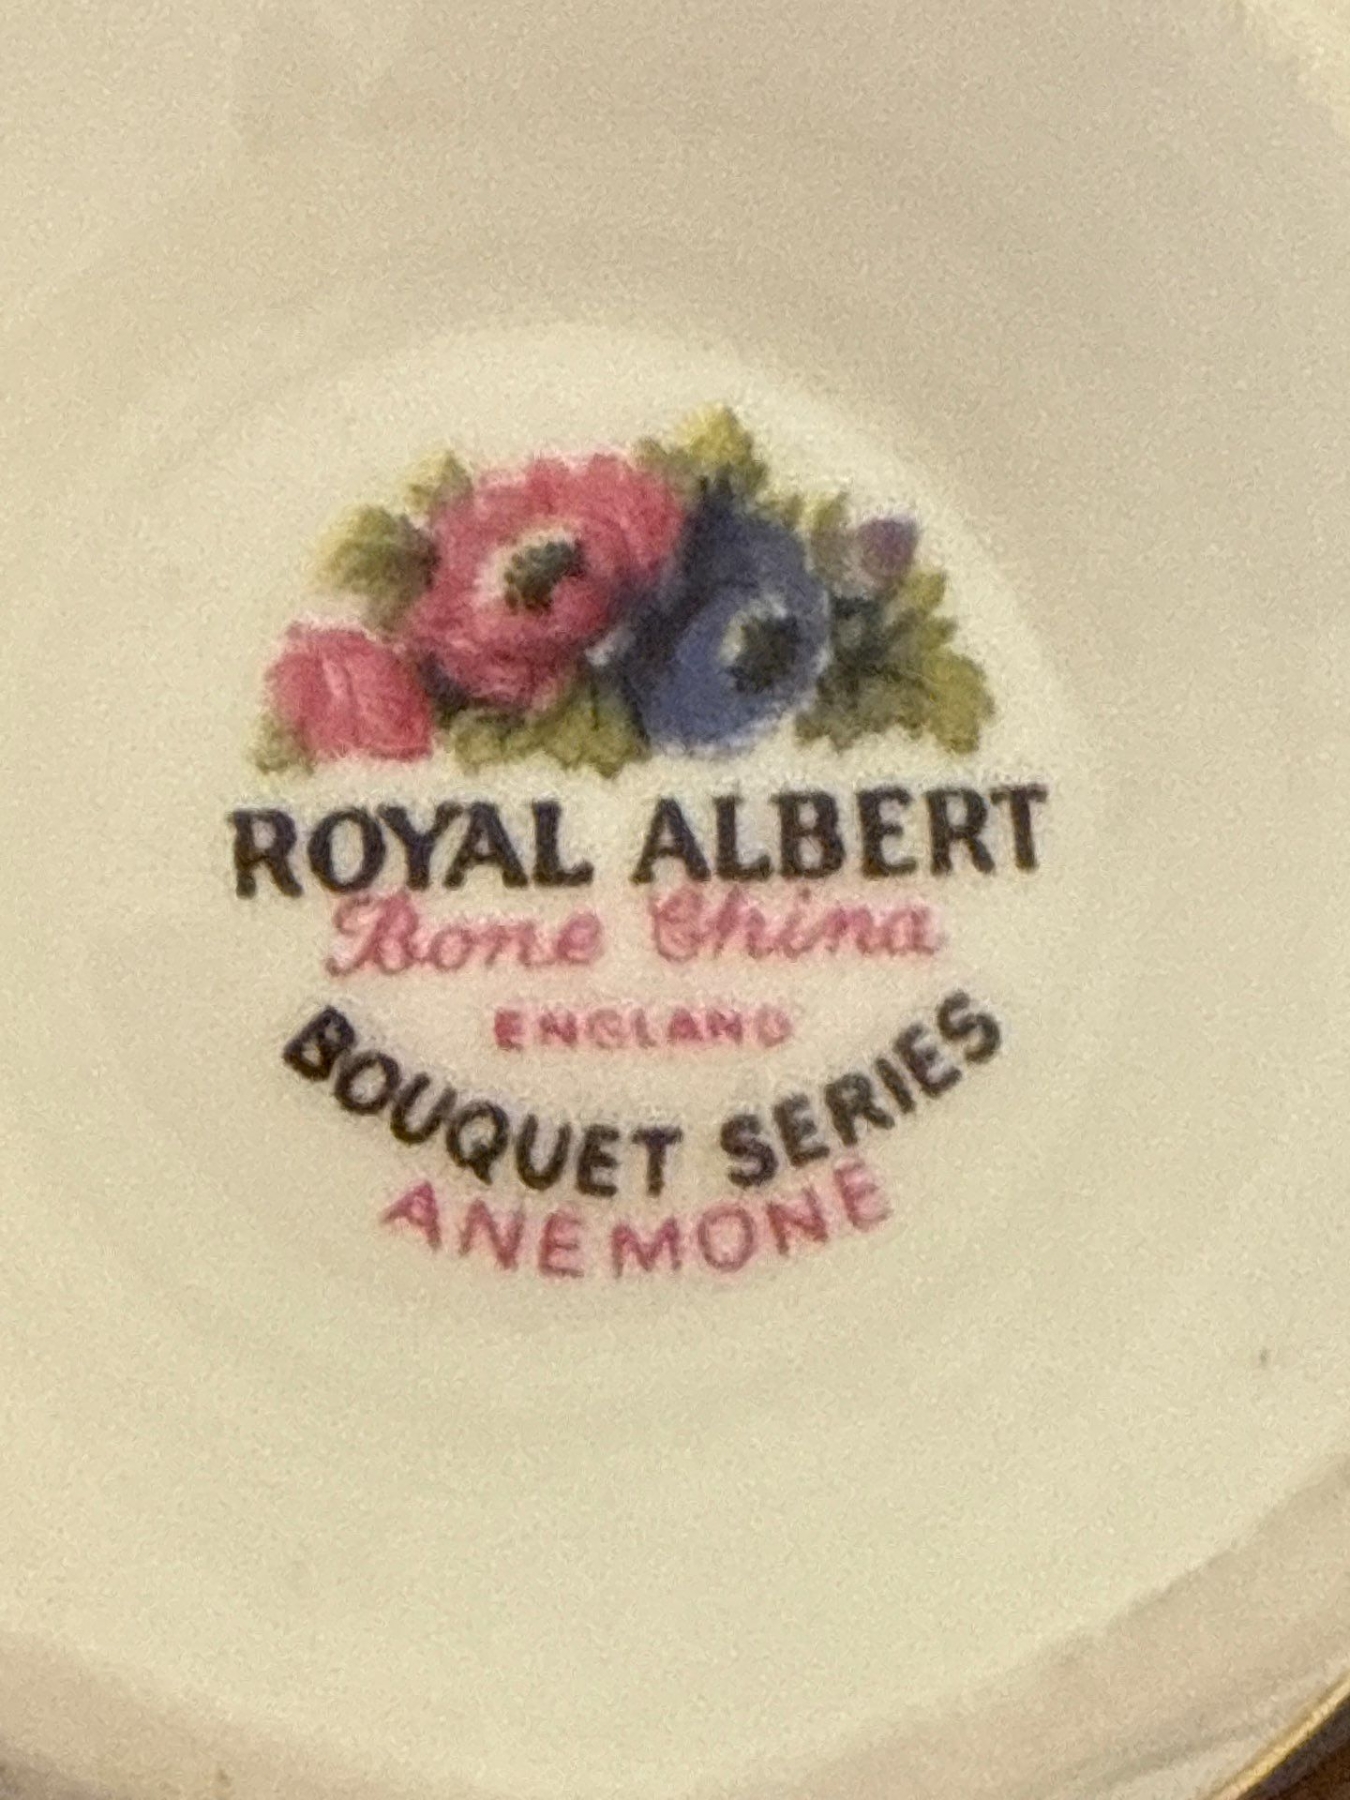 ROYAL ALBERT
Bone China
ENGLAND
BOUQUET SERIES
ANEMONE